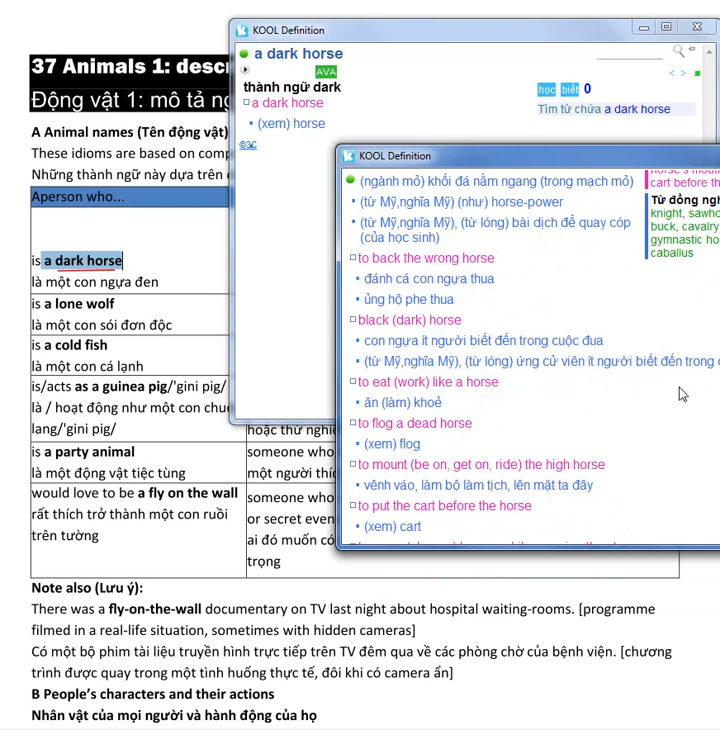 KOOL Definition
a dark horse
AVA
thành ngữ dark
a dark horse
(xem) horse
©3C
học biết 0
Tìm từ chứa a dark horse
< >
37 Animals 1: descr
Động vật 1: mô tả ng
A Animal names (Tên động vật)
These idioms are based on comp
Những thành ngữ này dựa trên
Aperson who...
is a dark horse
là một con ngựa đen
is a lone wolf
là một con sói đơn độc
is a cold fish
là một con cá lạnh
is/acts as a guinea pig/'gini pig/
là / hoạt động như một con chuộ
lang/'gini pig/
hoặc thử nghiệ
is a party animal
là một động vật tiệc tùng
someone who
một người thíc
would love to be a fly on the wall
rất thích trở thành một con ruồi
trên tường
someone who
or secret even
ai đó muốn có
trọng
KOOL Definition
(ngành mỏ) khối đá nằm ngang (trong mạch mỏ)
(từ Mỹ,nghĩa Mỹ) (như) horse-power
(từ Mỹ,nghĩa Mỹ), (từ lóng) bài dịch để quay cóp
(của học sinh)
to back the wrong horse
đánh cá con ngựa thua
ủng hộ phe thua
black (dark) horse
con ngựa ít người biết đến trong cuộc đua
(từ Mỹ,nghĩa Mỹ), (từ lóng) ứng cử viên ít người biết đến trong c
to eat (work) like a horse
ăn (làm) khoẻ
to flog a dead horse
(xem) flog
to mount (be on, get on, ride) the high horse
vênh váo, làm bộ làm tịch, lên mặt ta đây
to put the cart before the horse
(xem) cart
horse's mouth
cart before th
Từ đồng ngh
knight, sawho
buck, cavalry
gymnastic ho
caballus
Note also (Lưu ý):
There was a fly-on-the-wall documentary on TV last night about hospital waiting-rooms. [programme
filmed in a real-life situation, sometimes with hidden cameras]
Có một bộ phim tài liệu truyền hình trực tiếp trên TV đêm qua về các phòng chờ của bệnh viện. [chương
trình được quay trong một tình huống thực tế, đôi khi có camera ẩn]
B People’s characters and their actions
Nhân vật của mọi người và hành động của họ